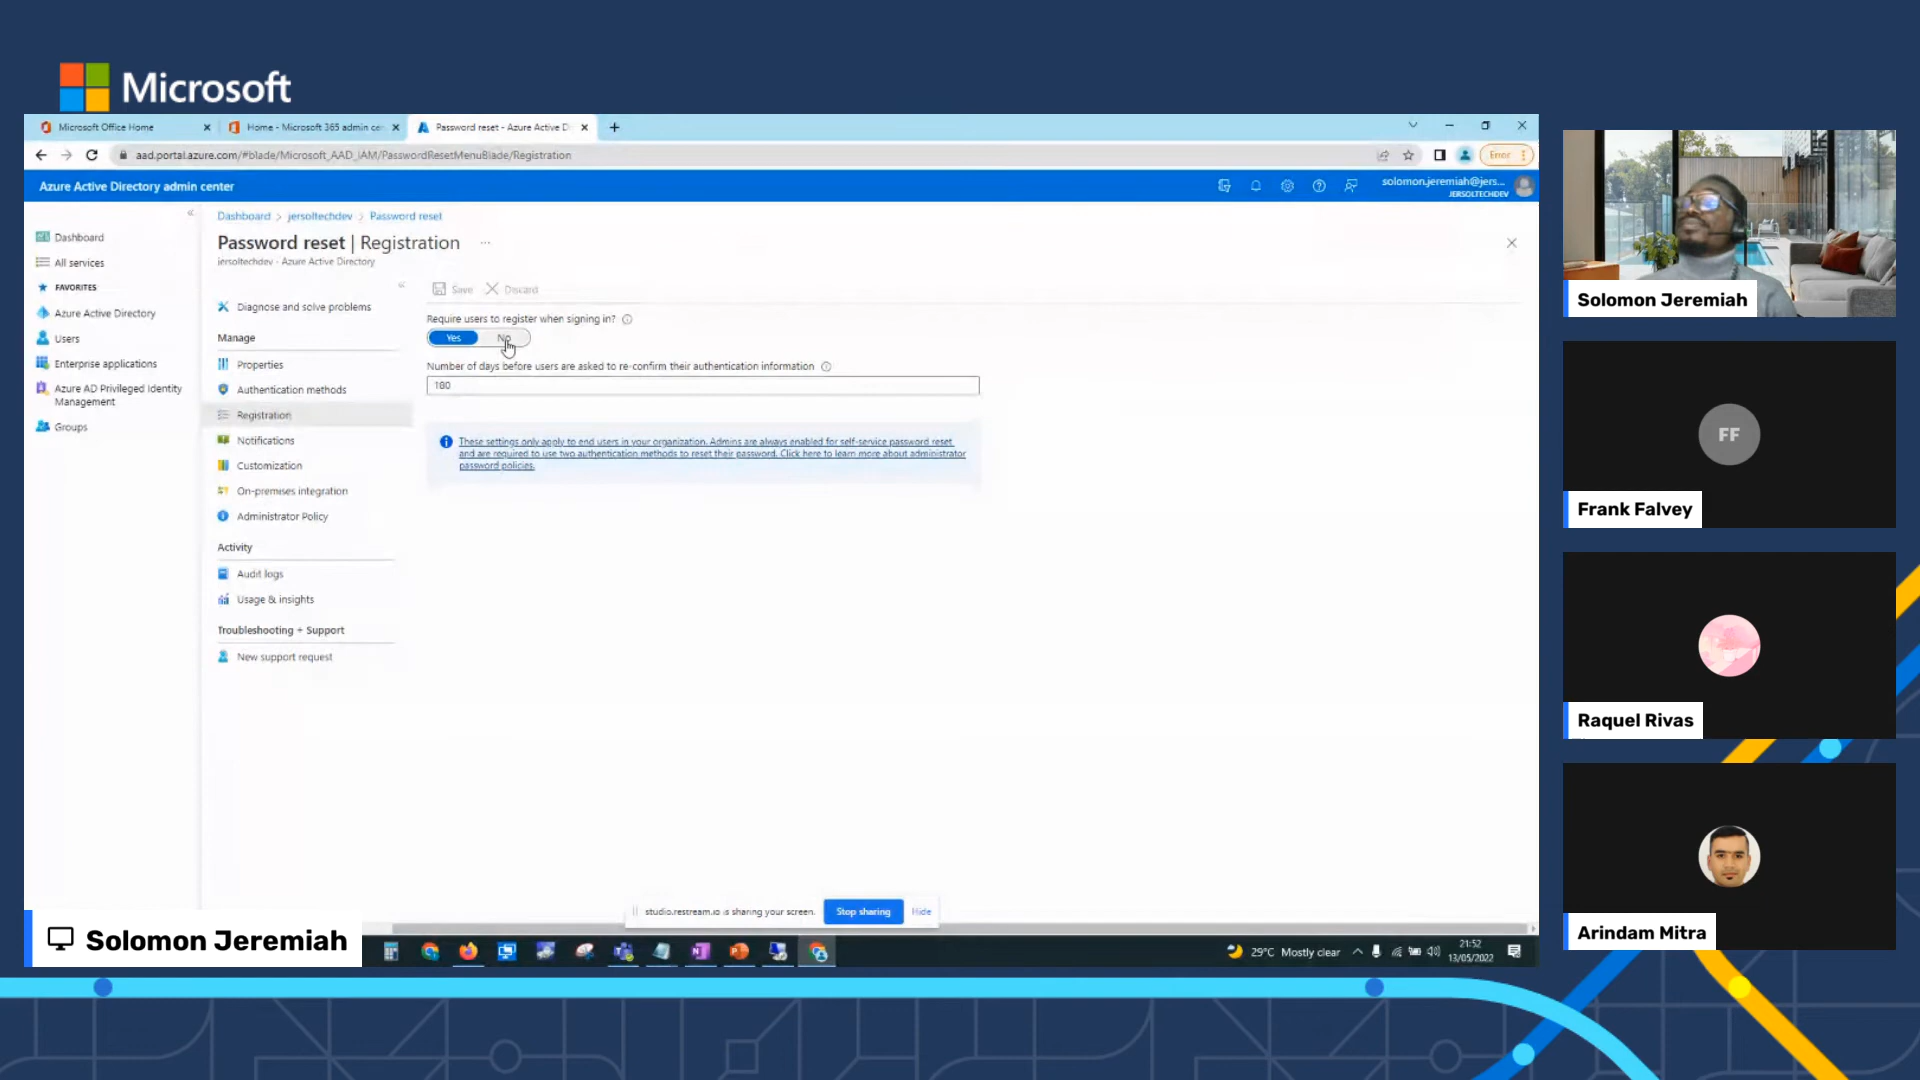 Microsoft
Microsoft Office Home
Home - Microsoft 365 admin cen
Password reset - Azure Active D
aad.portal.azure.com/#blade/Microsoft_AAD_IAM/PasswordResetMenuBlade/Registration
Error
Azure Active Directory admin center
solomon.jeremiah@jers...
JERSOLTECHDEV
Dashboard
All services
FAVORITES
Azure Active Directory
Users
Enterprise applications
Azure AD Privileged Identity
Management
Groups
Dashboard > jersoltechdev > Password reset
Password reset | Registration ...
jersoltechdev - Azure Active Directory
Diagnose and solve problems
Manage
Properties
Authentication methods
Registration
Notifications
Customization
On-premises integration
Administrator Policy
Activity
Audit logs
Usage & insights
Troubleshooting + Support
New support request
Save Discard
Require users to register when signing in?
Yes No
Number of days before users are asked to re-confirm their authentication information
180
These settings only apply to end users in your organization. Admins are always enabled for self-service password reset
and are required to use two authentication methods to reset their password. Click here to learn more about administrator
password policies.
studio.restream.io is sharing your screen.
Stop sharing
Hide
Solomon Jeremiah
29°C Mostly clear
21:52
13/05/2022
Solomon Jeremiah
FF
Frank Falvey
Raquel Rivas
Arindam Mitra